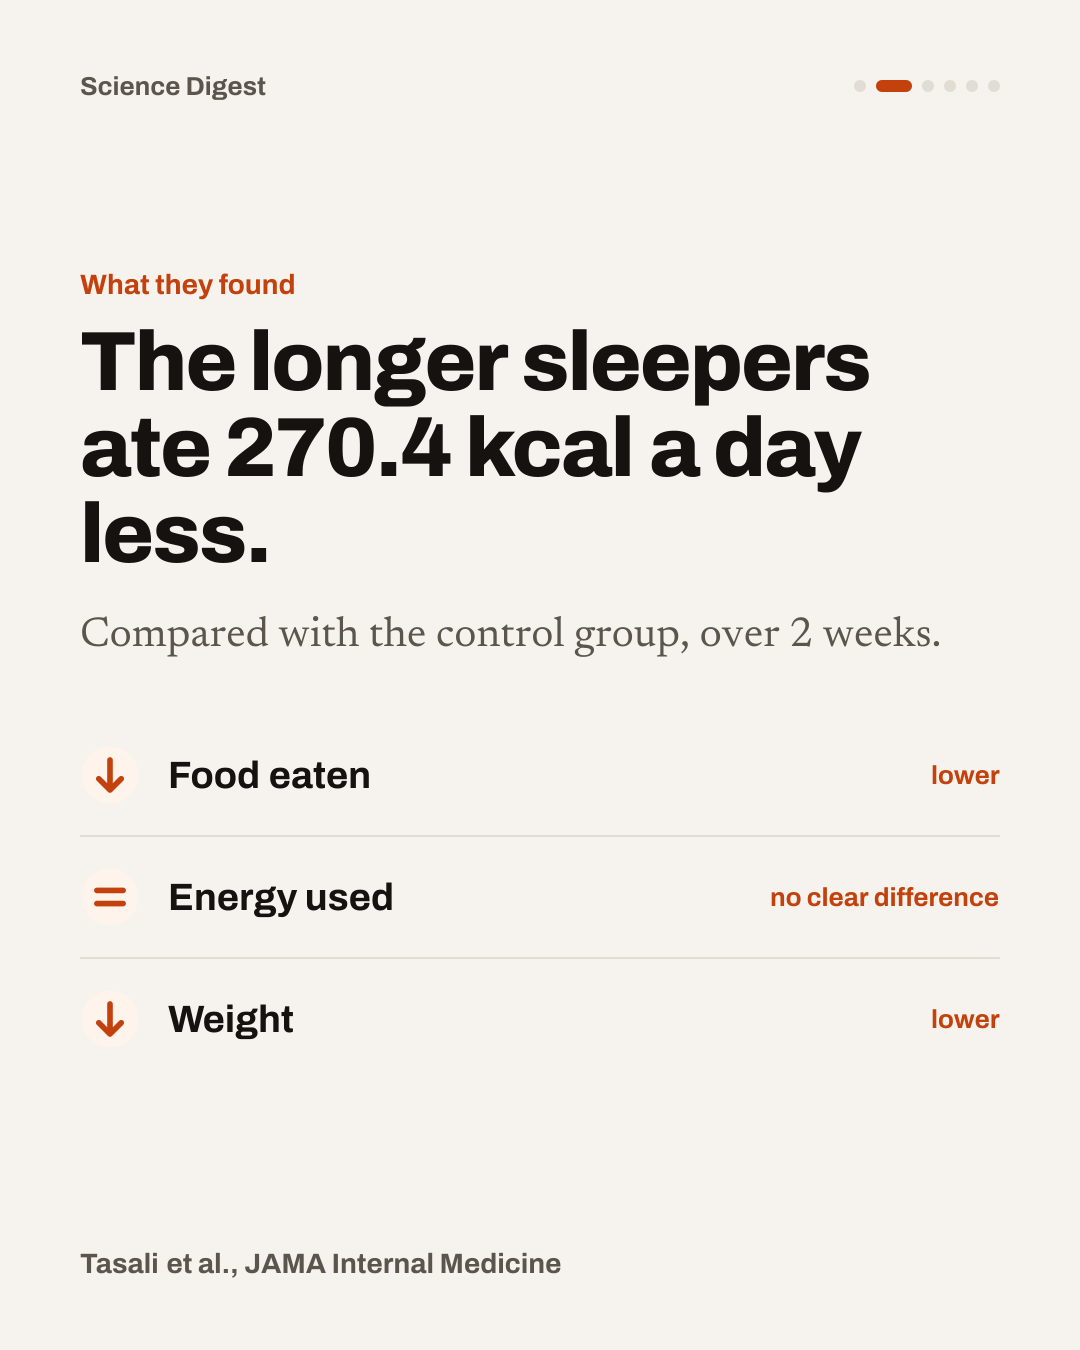 Science Digest
What they found
The longer sleepers
ate 270.4 kcal a day
less.
Compared with the control group, over 2 weeks.
Food eaten
lower
Energy used
no clear difference
Weight
lower
Tasali et al., JAMA Internal Medicine